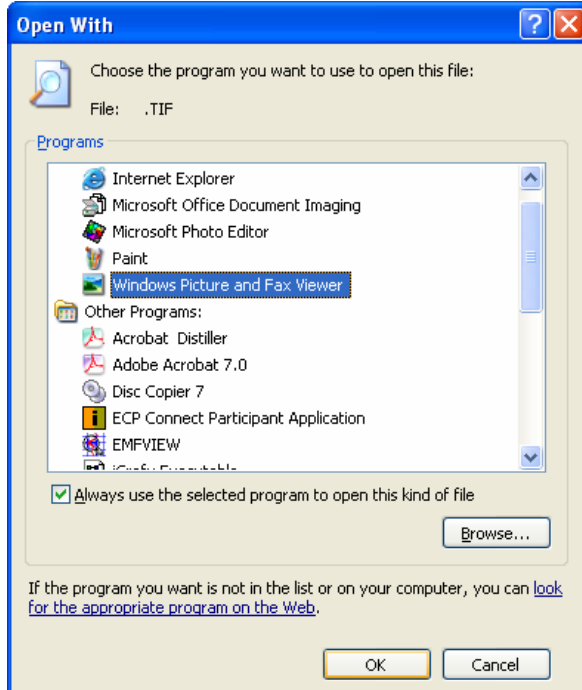 Open With
Choose the program you want to use to open this file:
File: .TIF
Programs
Internet Explorer
Microsoft Office Document Imaging
Microsoft Photo Editor
Paint
Windows Picture and Fax Viewer
Other Programs:
Acrobat Distiller
Adobe Acrobat 7.0
Disc Copier 7
ECP Connect Participant Application
EMFVIEW
Always use the selected program to open this kind of file
Browse...
If the program you want is not in the list or on your computer, you can look
for the appropriate program on the Web.
OK Cancel